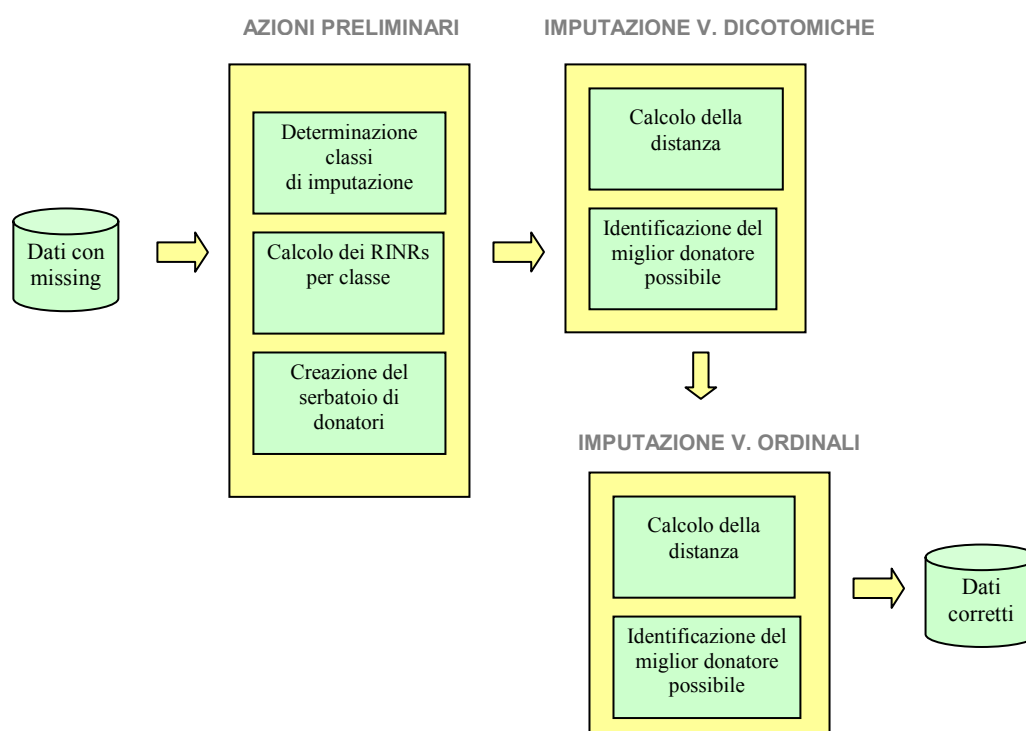 AZIONI PRELIMINARI
IMPUTAZIONE V. DICOTOMICHE
Dati con
missing
Determinazione
classi
di imputazione
Calcolo dei RINRs
per classe
Creazione del
serbatoio di
donatori
Calcolo della
distanza
Identificazione del
miglior donatore
possibile
IMPUTAZIONE V. ORDINALI
Calcolo della
distanza
Identificazione del
miglior donatore
possibile
Dati
corretti